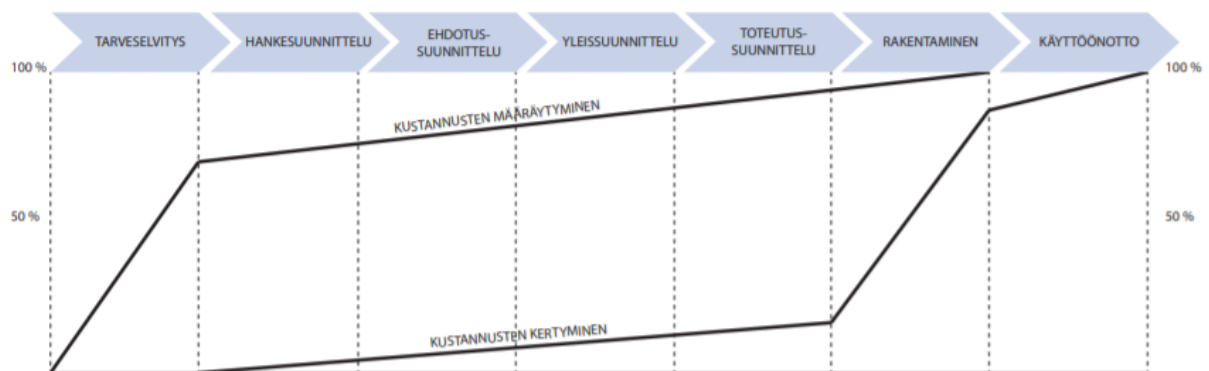 TARVESELVITYS
HANKESUUNNITTELU
EHDOTUS-
SUUNNITTELU
YLEISSUUNNITTELU
TOTEUTUS-
SUUNNITTELU
RAKENTAMINEN
KÄYTTÖÖNOTTO
100 %
100 %
KUSTANNUSTEN MÄÄRÄYTYMINEN
50 %
50 %
KUSTANNUSTEN KERTYMINEN